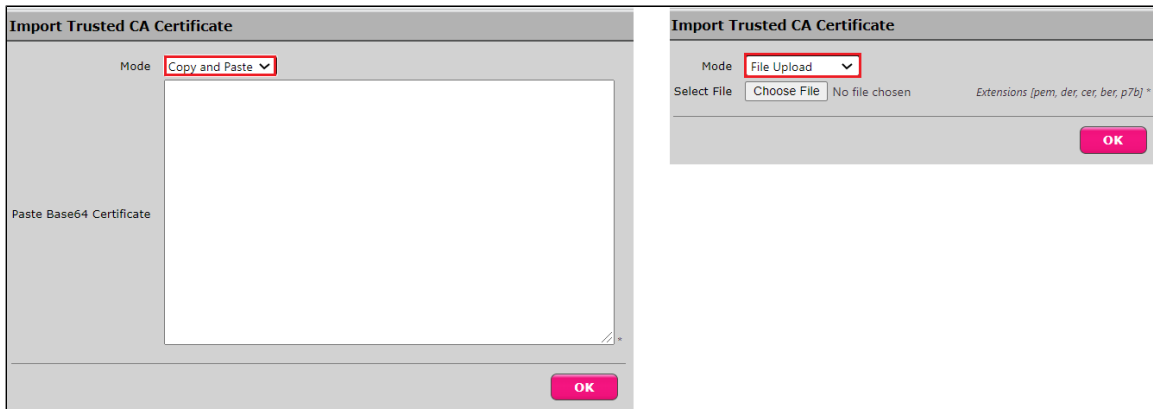 Import Trusted CA Certificate
Mode Copy and Paste
Paste Base64 Certificate
*
OK
Import Trusted CA Certificate
Mode File Upload
Select File Choose File No file chosen Extensions [pem, der, cer, ber, p7b] *
OK